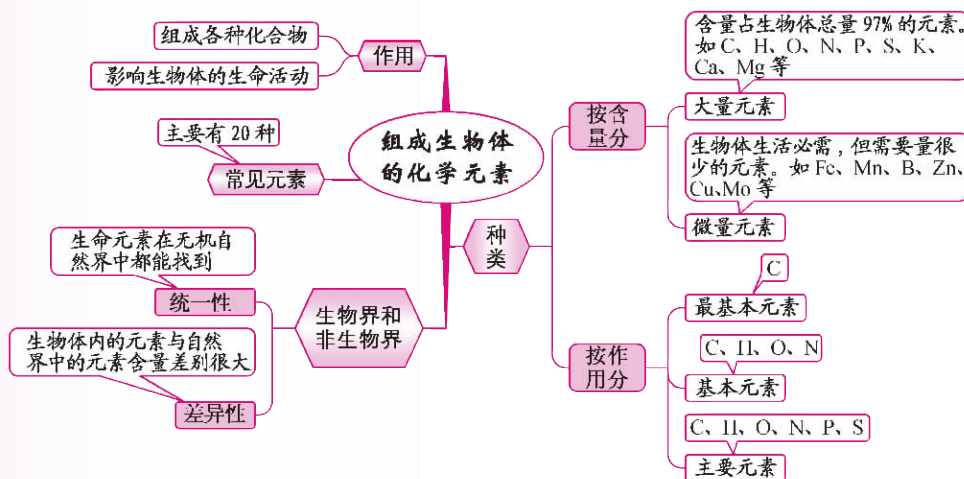 组成生物体
的化学元素
作用
组成各种化合物
影响生物体的生命活动
常见元素
主要有20种
生物界和
非生物界
生命元素在无机自
然界中都能找到
统一性
生物体内的元素与自然
界中的元素含量差别很大
差异性
种
类
按含
量分
含量占生物体总量97%的元素。
如C、H、O、N、P、S、K、
Ca、Mg等
大量元素
生物体生活必需,但需要量很
少的元素。如Fe、Mn、B、Zn、
Cu、Mo等
微量元素
按作
用分
C
最基本元素
C、H、O、N
基本元素
C、H、O、N、P、S
主要元素